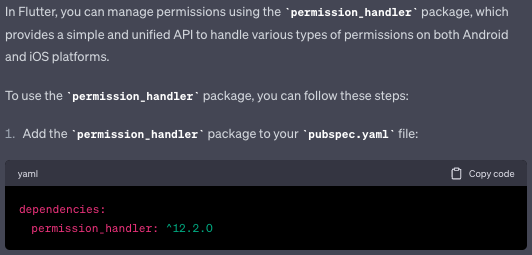 In Flutter, you can manage permissions using the `permission_handler` package, which
provides a simple and unified API to handle various types of permissions on both Android
and iOS platforms.
To use the `permission_handler` package, you can follow these steps:
1. Add the `permission_handler` package to your `pubspec.yaml` file:
yaml Copy code
dependencies:
  permission_handler: ^12.2.0